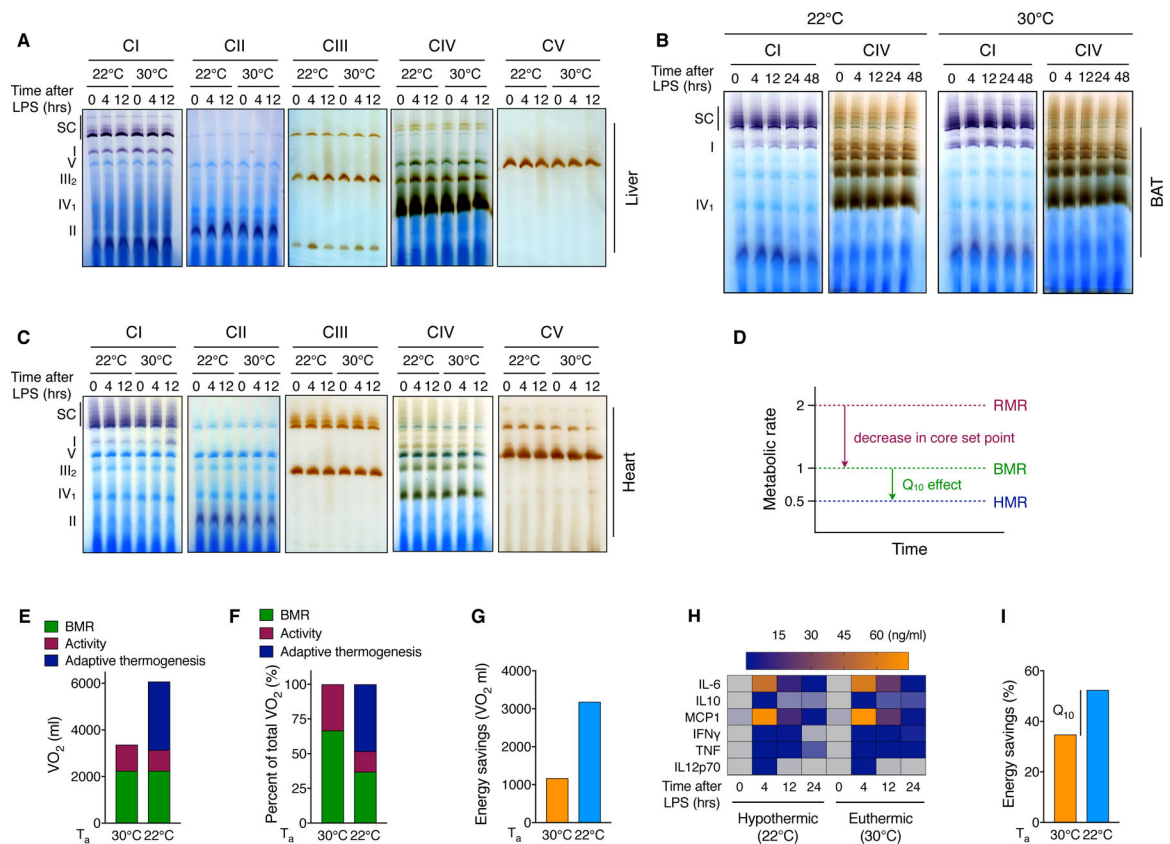 A
CI
CII
CIII
CIV
CV
22°C 30°C 22°C 30°C 22°C 30°C 22°C 30°C 22°C 30°C
Time after
LPS (hrs)
0 4 12 0 4 12 0 4 12 0 4 12 0 4 12 0 4 12 0 4 12 0 4 12 0 4 12 0 4 12
SC
I
V
III2
IV1
II
Liver
B
22°C
30°C
CI
CIV
CI
CIV
Time after
LPS (hrs)
0 4 12 24 48 0 4 12 24 48 0 4 12 24 48 0 4 12 24 48
SC
I
IV1
BAT
C
CI
CII
CIII
CIV
CV
22°C 30°C 22°C 30°C 22°C 30°C 22°C 30°C 22°C 30°C
Time after
LPS (hrs)
0 4 12 0 4 12 0 4 12 0 4 12 0 4 12 0 4 12 0 4 12 0 4 12 0 4 12 0 4 12
SC
I
V
III2
IV1
II
Heart
D
Metabolic rate
2
1
0.5
RMR
decrease in core set point
BMR
Q10 effect
HMR
Time
E
BMR
Activity
Adaptive thermogenesis
VO2 (ml)
6000
4000
2000
0
Ta
30°C 22°C
F
BMR
Activity
Adaptive thermogenesis
Percent of total VO2 (%)
100
75
50
25
0
Ta
30°C 22°C
G
Energy savings (VO2 ml)
4000
3000
2000
1000
0
Ta
30°C 22°C
H
15 30 45 60 (ng/ml)
IL-6
IL10
MCP1
IFNγ
TNF
IL12p70
Time after
LPS (hrs)
0 4 12 24 0 4 12 24
Hypothermic
(22°C)
Euthermic
(30°C)
I
Energy savings (%)
60
40
20
0
Q10
Ta
30°C 22°C